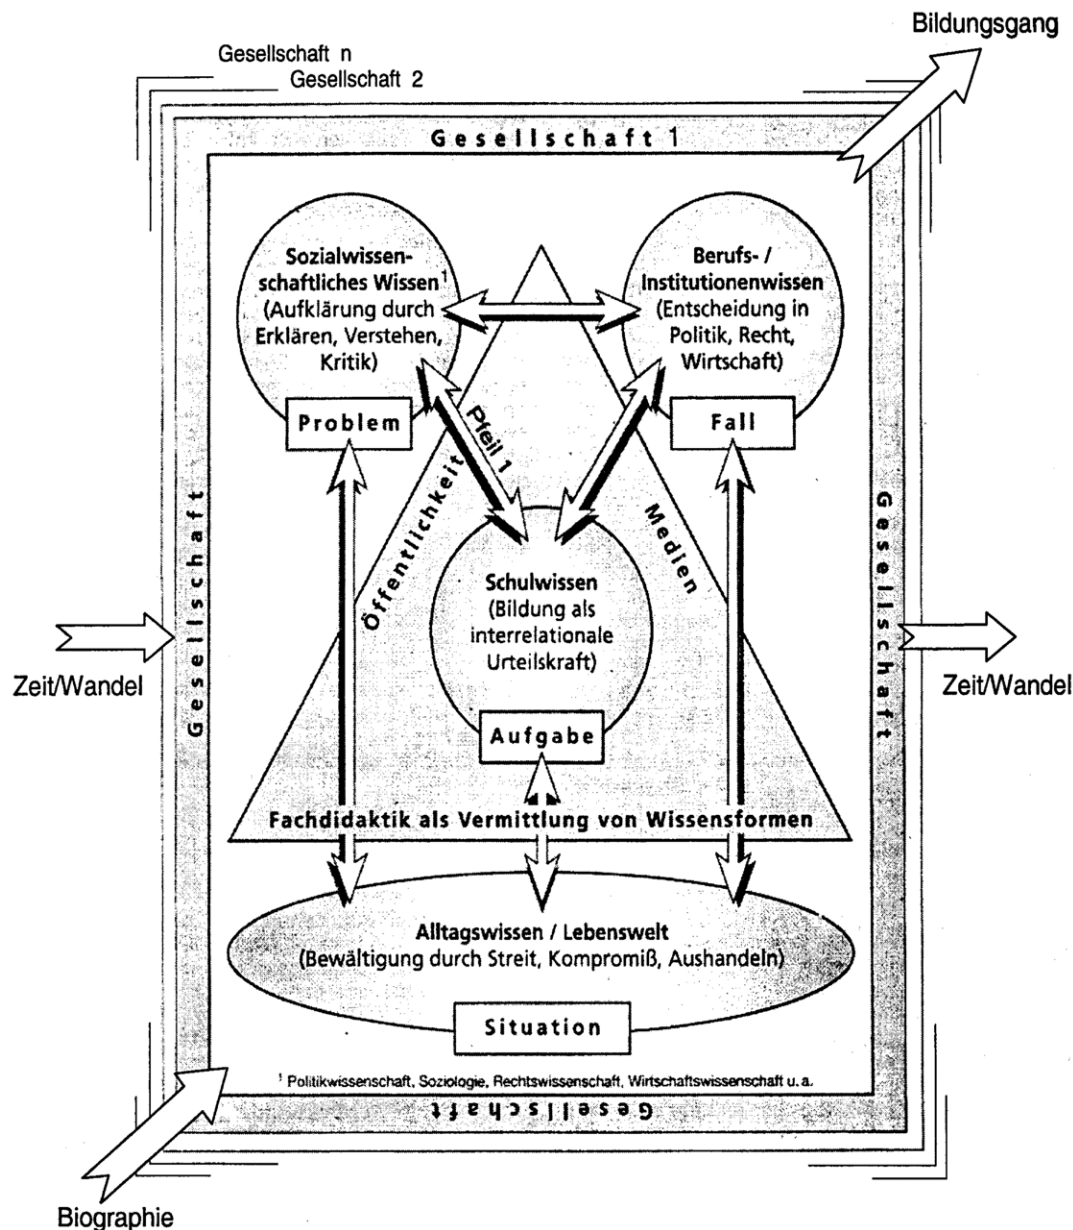 Bildungsgang
Gesellschaft n
Gesellschaft 2
Gesellschaft 1
Sozialwissen-
schaftliches Wissen1
(Aufklärung durch
Erklären, Verstehen,
Kritik)
Problem
Berufs- /
Institutionenwissen
(Entscheidung in
Politik, Recht,
Wirtschaft)
Fall
Pfeil 1
Öffentlichkeit
Medien
Gesellschaft
Gesellschaft
Schulwissen
(Bildung als
interrelationale
Urteilskraft)
Aufgabe
Zeit/Wandel
Zeit/Wandel
Fachdidaktik als Vermittlung von Wissensformen
Alltagswissen / Lebenswelt
(Bewältigung durch Streit, Kompromiß, Aushandeln)
Situation
1 Politikwissenschaft, Soziologie, Rechtswissenschaft, Wirtschaftswissenschaft u. a.
Gesellschaft
Biographie